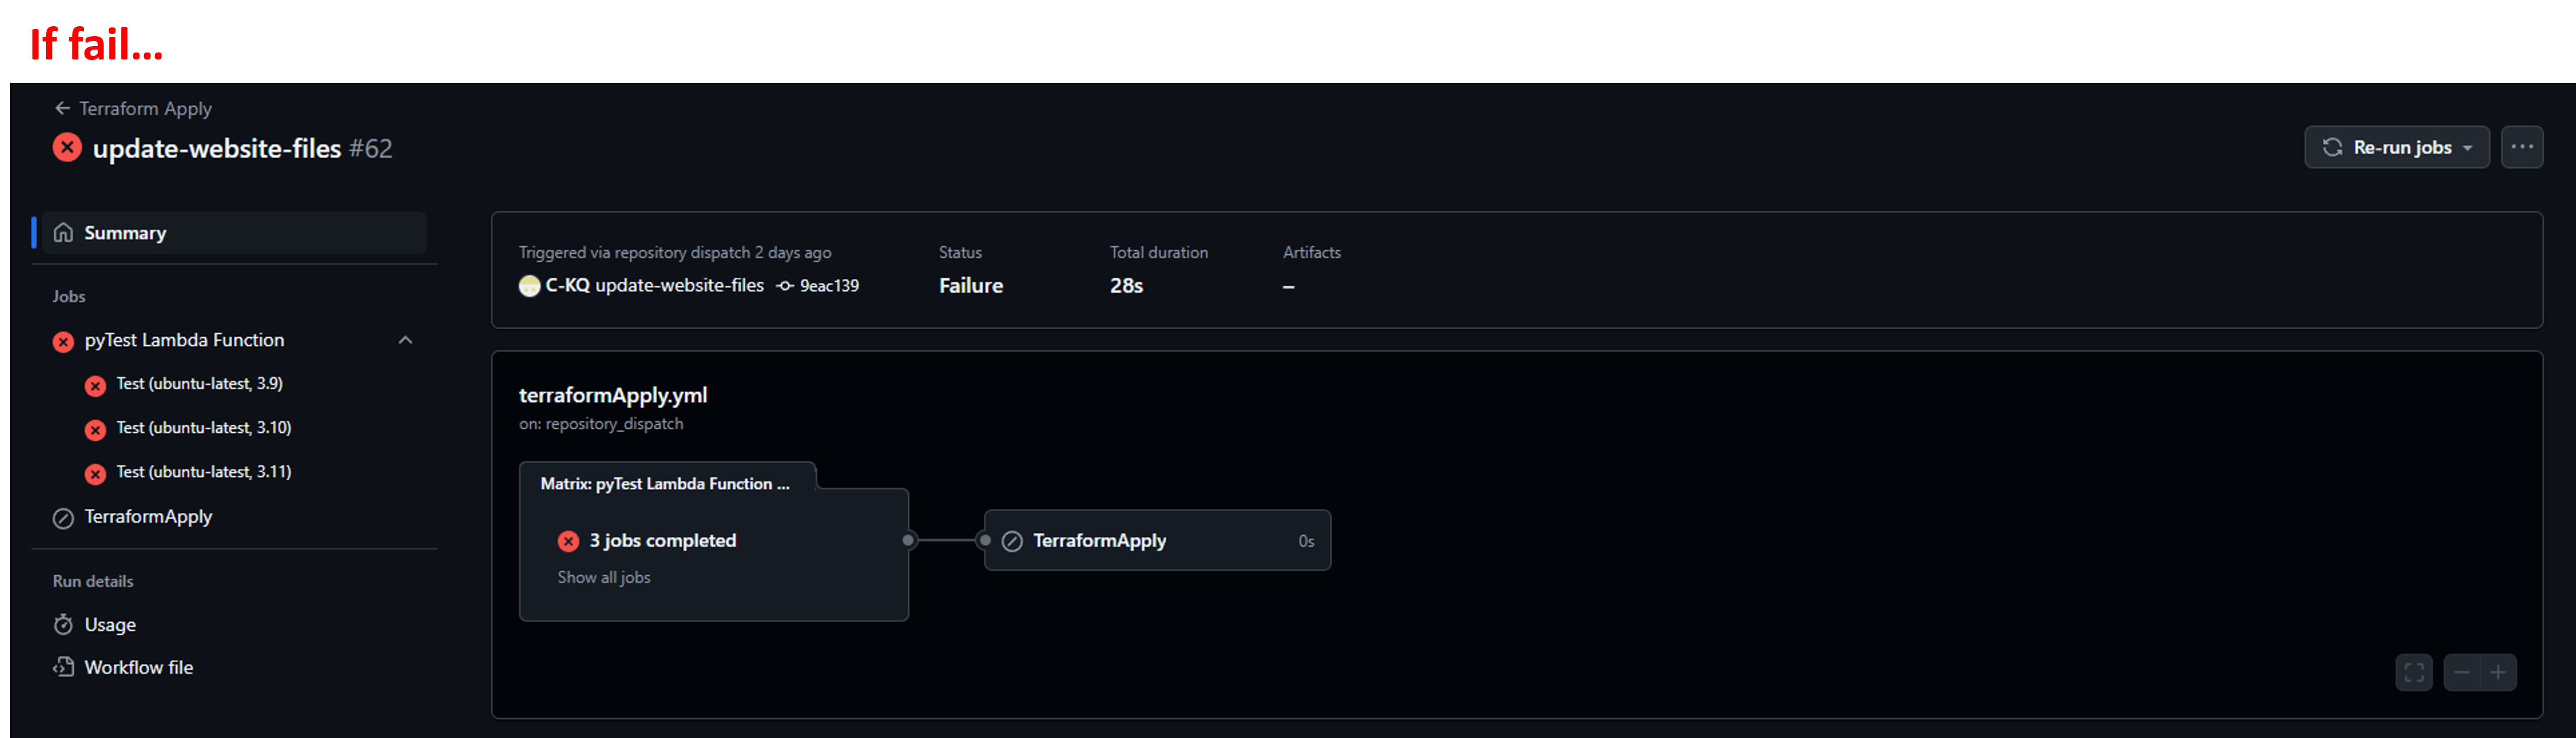 If fail...
Terraform Apply
update-website-files #62
Re-run jobs
Summary
Jobs
pyTest Lambda Function
Test (ubuntu-latest, 3.9)
Test (ubuntu-latest, 3.10)
Test (ubuntu-latest, 3.11)
TerraformApply
Run details
Usage
Workflow file
Triggered via repository dispatch 2 days ago
C-KQ update-website-files 9eac139
Status
Failure
Total duration
28s
Artifacts
–
terraformApply.yml
on: repository_dispatch
Matrix: pyTest Lambda Function ...
3 jobs completed
Show all jobs
TerraformApply 0s